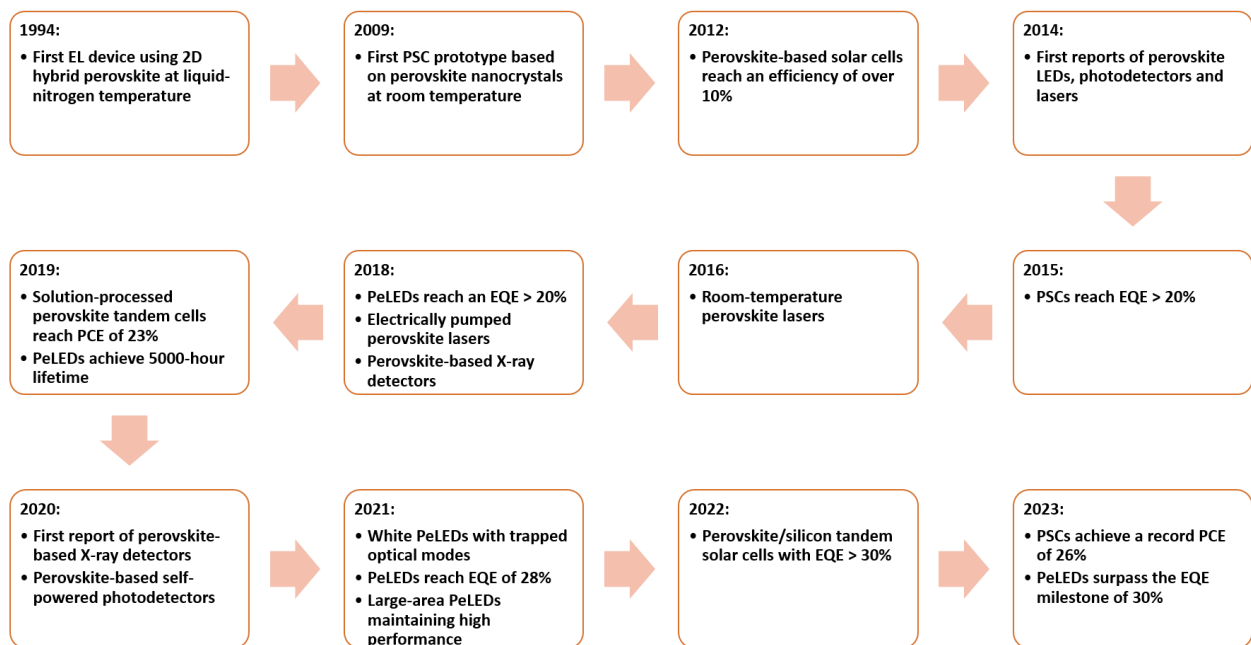 1994:
• First EL device using 2D
hybrid perovskite at liquid-
nitrogen temperature
2009:
• First PSC prototype based
on perovskite nanocrystals
at room temperature
2012:
• Perovskite-based solar cells
reach an efficiency of over
10%
2014:
• First reports of perovskite
LEDs, photodetectors and
lasers
2015:
• PSCs reach EQE > 20%
2016:
• Room-temperature
perovskite lasers
2018:
• PeLEDs reach an EQE > 20%
• Electrically pumped
perovskite lasers
• Perovskite-based X-ray
detectors
2019:
• Solution-processed
perovskite tandem cells
reach PCE of 23%
• PeLEDs achieve 5000-hour
lifetime
2020:
• First report of perovskite-
based X-ray detectors
• Perovskite-based self-
powered photodetectors
2021:
• White PeLEDs with trapped
optical modes
• PeLEDs reach EQE of 28%
• Large-area PeLEDs
maintaining high
performance
2022:
• Perovskite/silicon tandem
solar cells with EQE > 30%
2023:
• PSCs achieve a record PCE
of 26%
• PeLEDs surpass the EQE
milestone of 30%